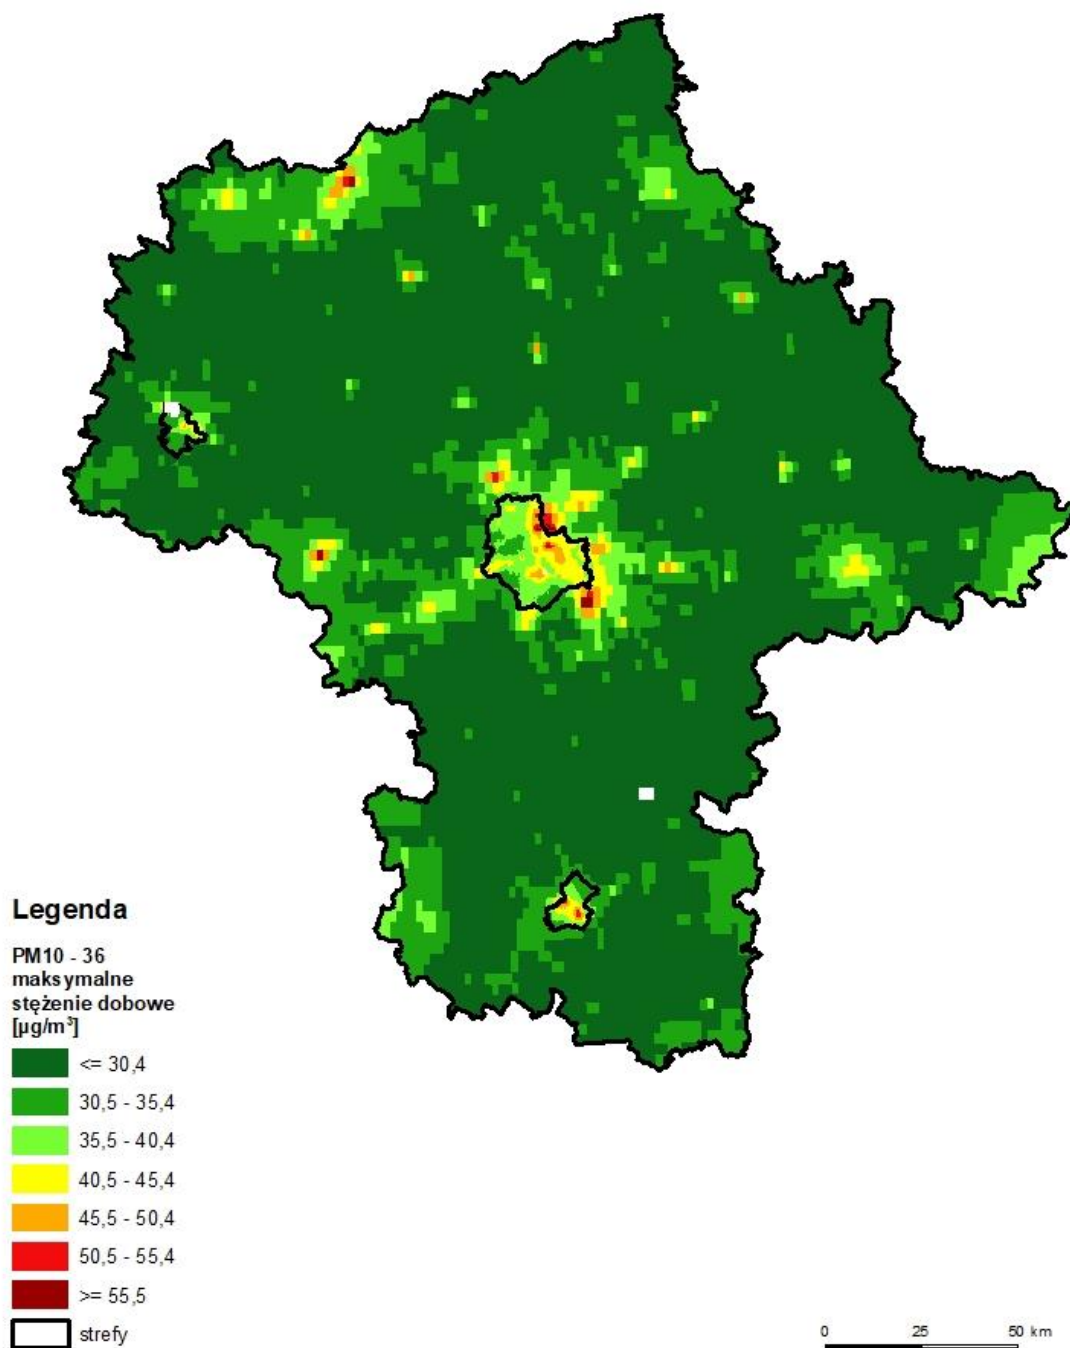 Legenda
PM10 - 36
maksymalne
stężenie dobowe
[µg/m³]
<= 30,4
30,5 - 35,4
35,5 - 40,4
40,5 - 45,4
45,5 - 50,4
50,5 - 55,4
>= 55,5
strefy
0 25 50 km